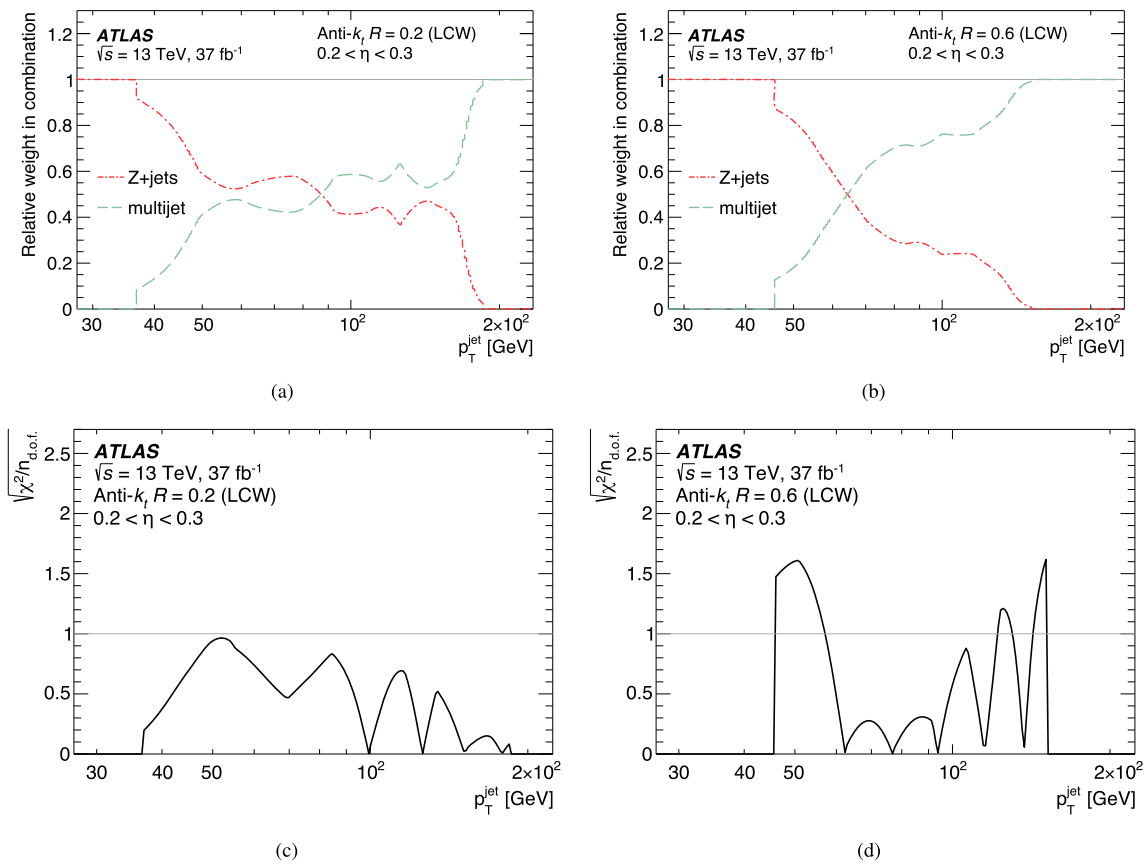 ATLAS
√s = 13 TeV, 37 fb⁻¹
Anti-kₜ R = 0.2 (LCW)
0.2 < η < 0.3
Relative weight in combination
1.2
1
0.8
0.6
0.4
0.2
0
Z+jets
multijet
30 40 50 10² 2×10²
p_T^jet [GeV]
(a)
ATLAS
√s = 13 TeV, 37 fb⁻¹
Anti-kₜ R = 0.6 (LCW)
0.2 < η < 0.3
Relative weight in combination
1.2
1
0.8
0.6
0.4
0.2
0
Z+jets
multijet
30 40 50 10² 2×10²
p_T^jet [GeV]
(b)
√χ²/n_d.o.f.
ATLAS
√s = 13 TeV, 37 fb⁻¹
Anti-kₜ R = 0.2 (LCW)
0.2 < η < 0.3
2.5
2
1.5
1
0.5
0
30 40 50 10² 2×10²
p_T^jet [GeV]
(c)
√χ²/n_d.o.f.
ATLAS
√s = 13 TeV, 37 fb⁻¹
Anti-kₜ R = 0.6 (LCW)
0.2 < η < 0.3
2.5
2
1.5
1
0.5
0
30 40 50 10² 2×10²
p_T^jet [GeV]
(d)